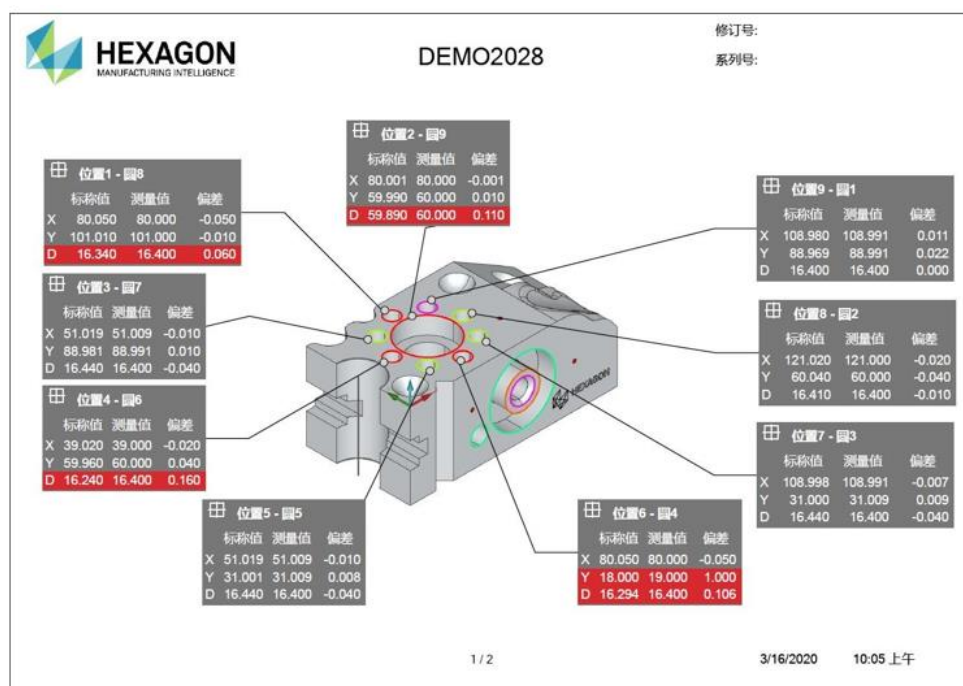 HEXAGON
MANUFACTURING INTELLIGENCE
DEMO2028
修订号:
系列号:
位置2 - 圆9
标称值 测量值 偏差
X 80.001 80.000 -0.001
Y 59.990 60.000 0.010
D 59.890 60.000 0.110
位置1 - 圆8
标称值 测量值 偏差
X 80.050 80.000 -0.050
Y 101.010 101.000 -0.010
D 16.340 16.400 0.060
位置9 - 圆1
标称值 测量值 偏差
X 108.980 108.991 0.011
Y 88.969 88.991 0.022
D 16.400 16.400 0.000
位置3 - 圆7
标称值 测量值 偏差
X 51.019 51.009 -0.010
Y 88.981 88.991 0.010
D 16.440 16.400 -0.040
位置8 - 圆2
标称值 测量值 偏差
X 121.020 121.000 -0.020
Y 60.040 60.000 -0.040
D 16.410 16.400 -0.010
位置4 - 圆6
标称值 测量值 偏差
X 39.020 39.000 -0.020
Y 59.960 60.000 0.040
D 16.240 16.400 0.160
HEXAGON
位置7 - 圆3
标称值 测量值 偏差
X 108.998 108.991 -0.007
Y 31.000 31.009 0.009
D 16.440 16.400 -0.040
位置5 - 圆5
标称值 测量值 偏差
X 51.019 51.009 -0.010
Y 31.001 31.009 0.008
D 16.440 16.400 -0.040
位置6 - 圆4
标称值 测量值 偏差
X 80.050 80.000 -0.050
Y 18.000 19.000 1.000
D 16.294 16.400 0.106
1 / 2
3/16/2020 10:05 上午